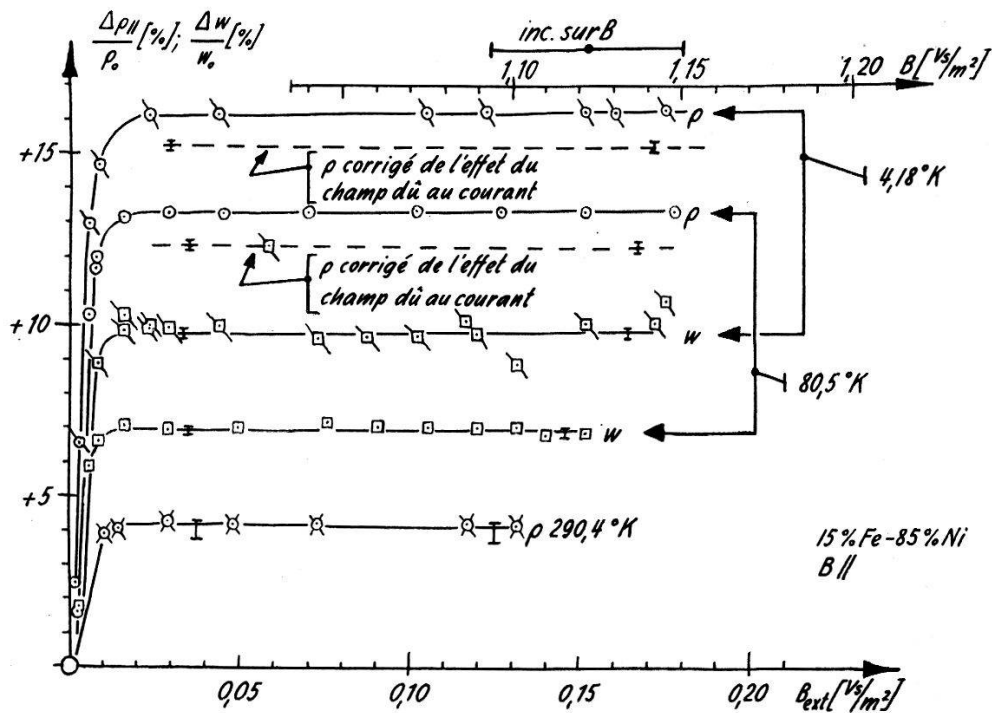 Δρ∥/ρ₀ [%]; Δw/w₀ [%]
inc. sur B
1,10
1,15
1,20
B [Vs/m²]
ρ
+15
ρ corrigé de l'effet du
champ dû au courant
4,18 °K
ρ
ρ corrigé de l'effet du
champ dû au courant
+10
w
80,5 °K
w
+5
ρ 290,4 °K
15%Fe-85%Ni
B //
0
0,05
0,10
0,15
0,20
B ext [Vs/m²]